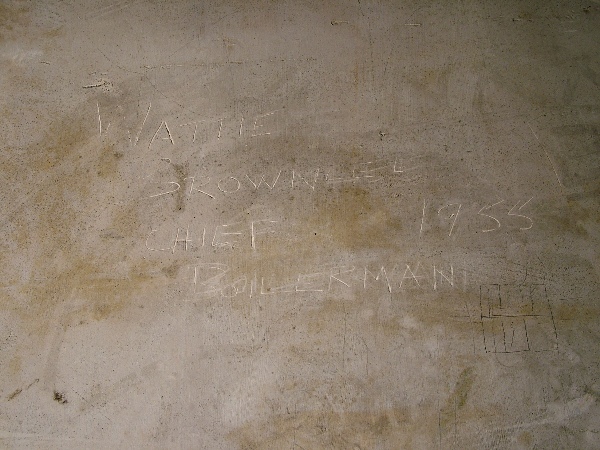 WATTIE
BROWNLEE
CHIEF 1955
BOILERMAN